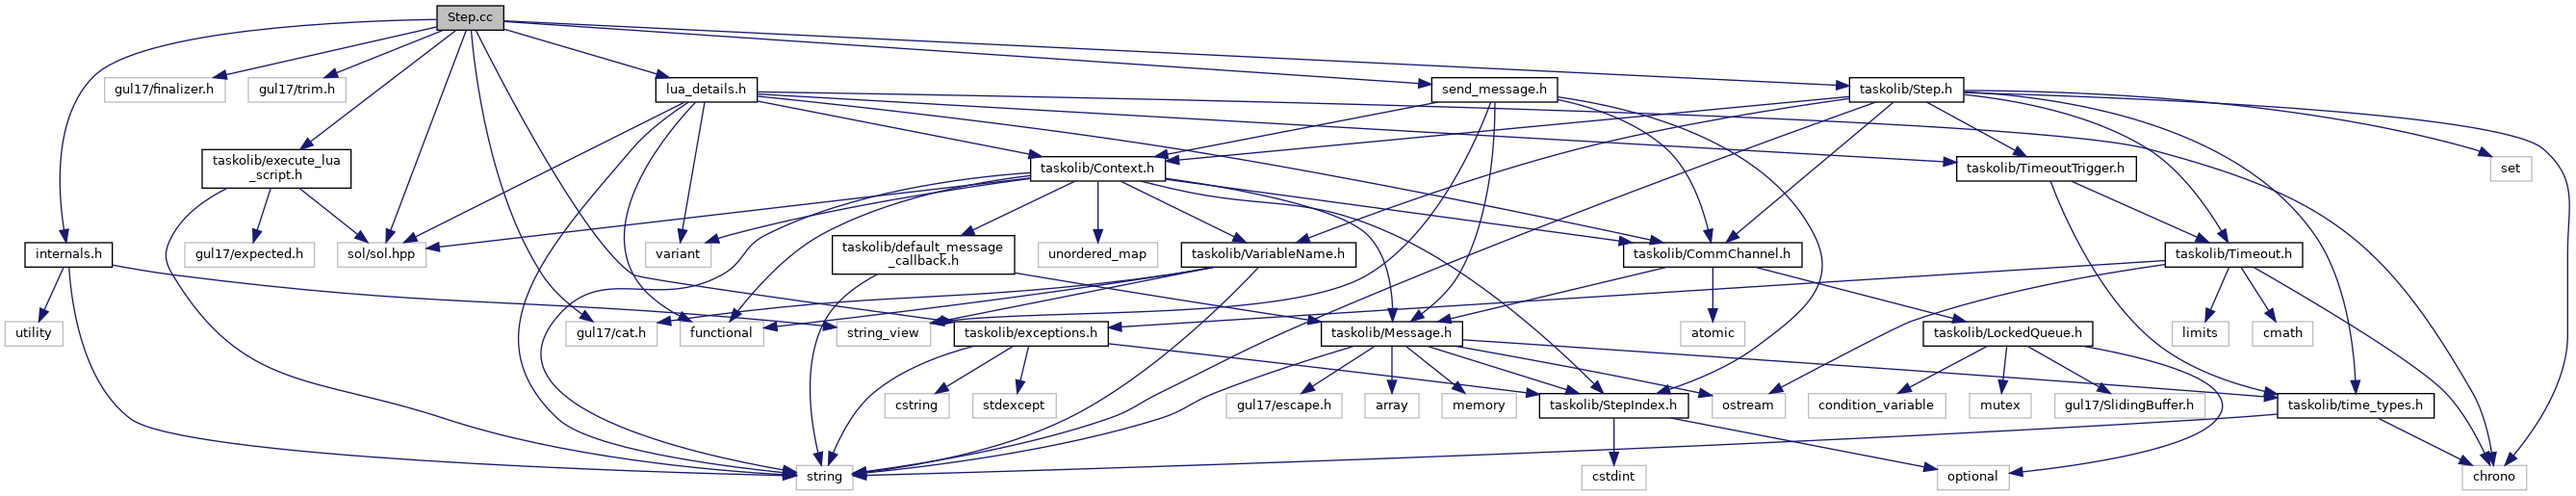 Step.cc
gul17/finalizer.h
gul17/trim.h
lua_details.h
send_message.h
taskolib/Step.h
taskolib/execute_lua
_script.h
taskolib/Context.h
taskolib/TimeoutTrigger.h
set
internals.h
gul17/expected.h
sol/sol.hpp
variant
taskolib/default_message
_callback.h
unordered_map
taskolib/VariableName.h
taskolib/CommChannel.h
taskolib/Timeout.h
utility
gul17/cat.h
functional
string_view
taskolib/exceptions.h
taskolib/Message.h
atomic
taskolib/LockedQueue.h
limits
cmath
cstring
stdexcept
gul17/escape.h
array
memory
taskolib/StepIndex.h
ostream
condition_variable
mutex
gul17/SlidingBuffer.h
taskolib/time_types.h
string
cstdint
optional
chrono